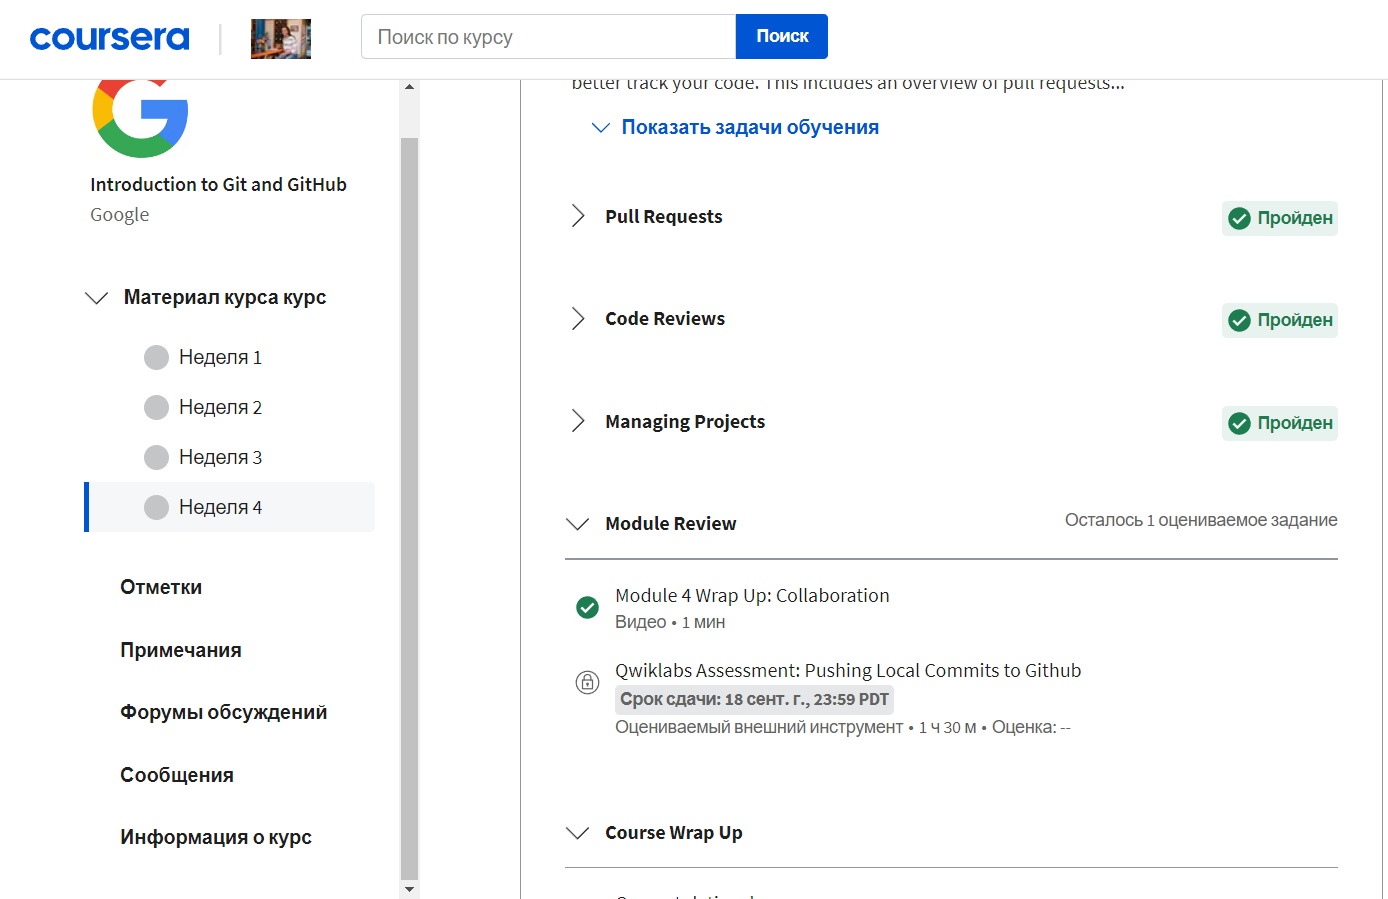 coursera
Поиск по курсу
Поиск
Introduction to Git and GitHub
Google
Материал курса курс
Неделя 1
Неделя 2
Неделя 3
Неделя 4
Отметки
Примечания
Форумы обсуждений
Сообщения
Информация о курс
better track your code. This includes an overview of pull requests...
Показать задачи обучения
Pull Requests
Пройден
Code Reviews
Пройден
Managing Projects
Пройден
Module Review
Осталось 1 оцениваемое задание
Module 4 Wrap Up: Collaboration
Видео • 1 мин
Qwiklabs Assessment: Pushing Local Commits to Github
Срок сдачи: 18 сент. г., 23:59 PDT
Оцениваемый внешний инструмент • 1 ч 30 м • Оценка: --
Course Wrap Up